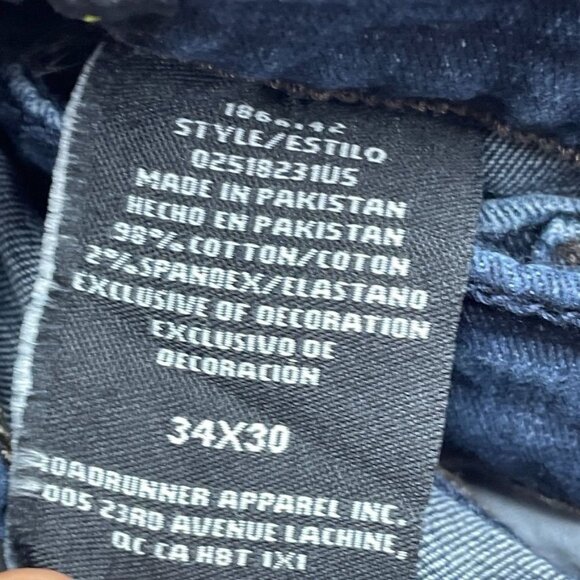 STYLE/ESTILO
02518231US
MADE IN PAKISTAN
HECHO EN PAKISTAN
98% COTTON/COTON
2% SPANDEX/ELASTANO
EXCLUSIVE OF DECORATION
EXCLUSIVO DE
DECORACIÓN
34X30
ROADRUNNER APPAREL INC.
23RD AVENUE LACHINE,
QC CA H8T 1X1